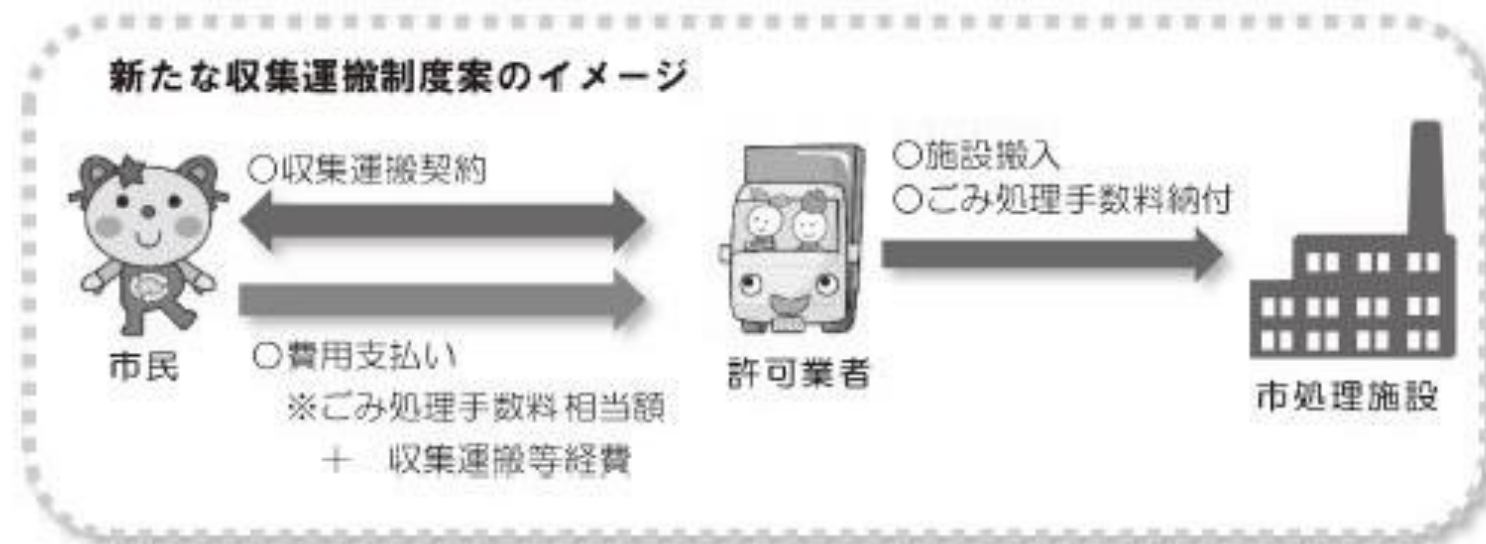 新たな収集運搬制度案のイメージ
○収集運搬契約
○施設搬入
○ごみ処理手数料納付
市民
○費用支払い
※ごみ処理手数料相当額
＋ 収集運搬等経費
許可業者
市処理施設